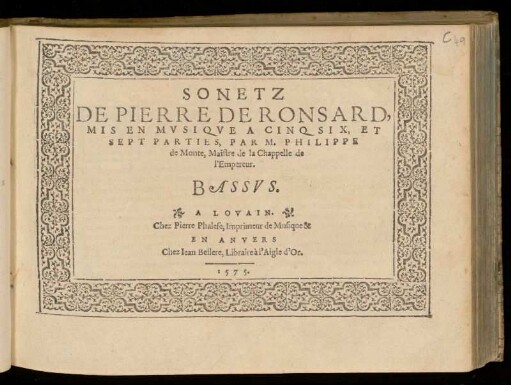 C 49
SONETZ
DE PIERRE DE RONSARD,
MIS EN MVSIQVE A CINQ SIX, ET
SEPT PARTIES, PAR M. PHILIPPE
de Monte, Maistre de la Chappelle de
l'Empereur.
BASSVS.
A LOVAIN.
Chez Pierre Phalese, Imprimeur de Musique &
EN ANVERS
Chez Iean Bellere, Libraire à l'Aigle d'Or.
1575.